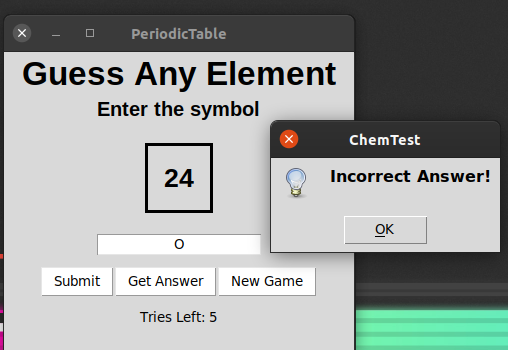 PeriodicTable
Guess Any Element
Enter the symbol
24
O
Submit Get Answer New Game
Tries Left: 5
ChemTest
Incorrect Answer!
OK